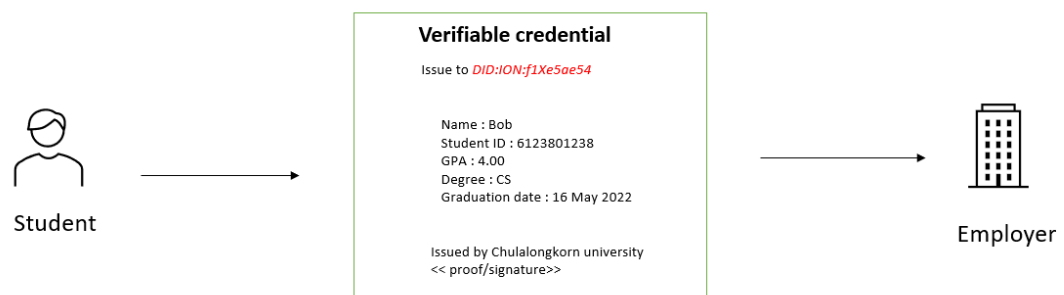 Verifiable credential
Issue to DID:ION:f1Xe5ae54
Name : Bob
Student ID : 6123801238
GPA : 4.00
Degree : CS
Graduation date : 16 May 2022
Student
Issued by Chulalongkorn university
<< proof/signature>>
Employer